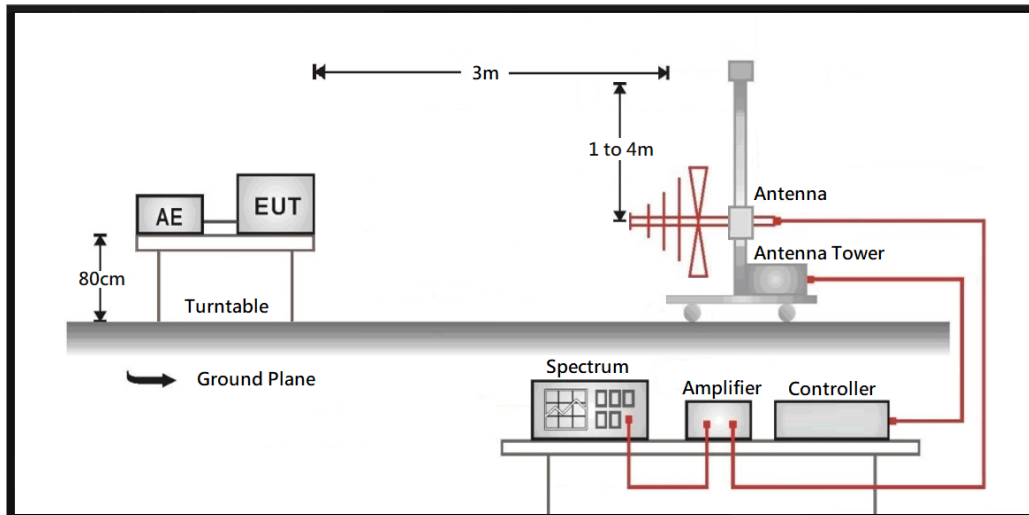 3m
1 to 4m
Antenna
AE
EUT
Antenna Tower
80cm
Turntable
Ground Plane
Spectrum
Amplifier
Controller